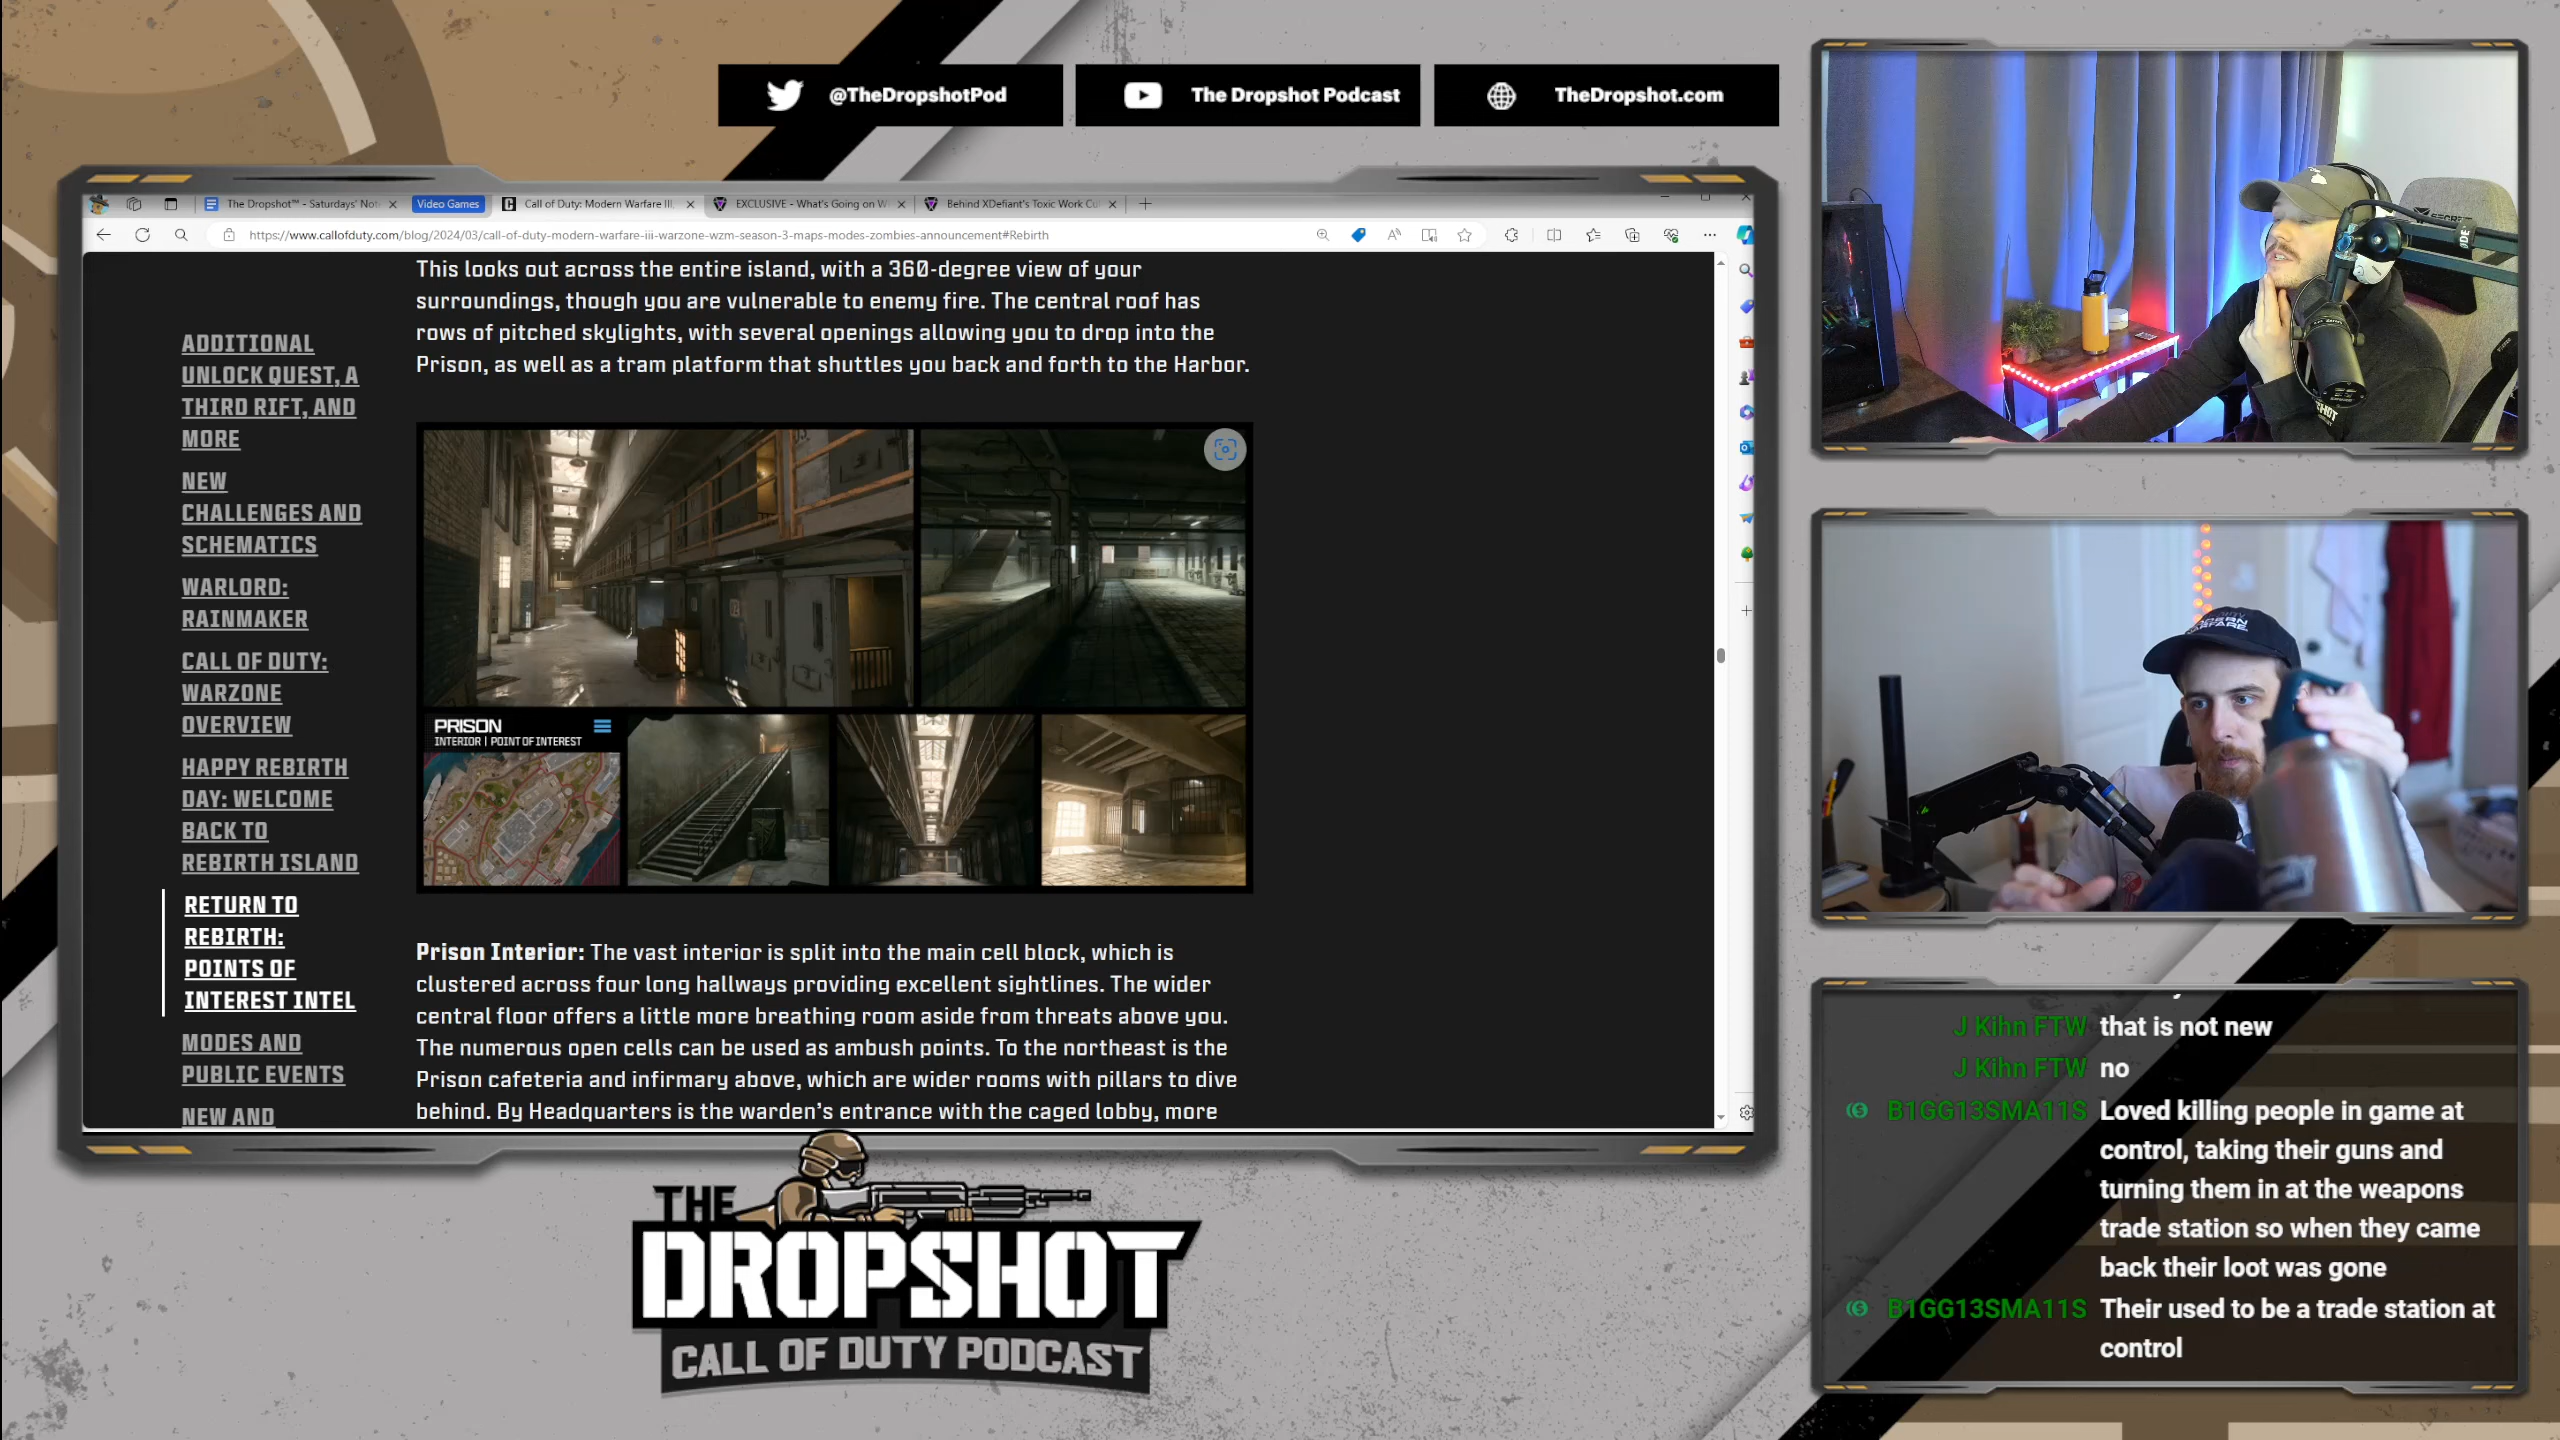 @TheDropshotPod
The Dropshot Podcast
TheDropshot.com
The Dropshot™ - Saturdays' Not
Video Games
Call of Duty: Modern Warfare III,
EXCLUSIVE - What's Going on W
Behind XDefiant's Toxic Work Cu
https://www.callofduty.com/blog/2024/03/call-of-duty-modern-warfare-iii-warzone-wzm-season-3-maps-modes-zombies-announcement#Rebirth
ADDITIONAL
UNLOCK QUEST, A
THIRD RIFT, AND
MORE
NEW
CHALLENGES AND
SCHEMATICS
WARLORD:
RAINMAKER
CALL OF DUTY:
WARZONE
OVERVIEW
HAPPY REBIRTH
DAY: WELCOME
BACK TO
REBIRTH ISLAND
RETURN TO
REBIRTH:
POINTS OF
INTEREST INTEL
MODES AND
PUBLIC EVENTS
NEW AND
This looks out across the entire island, with a 360-degree view of your
surroundings, though you are vulnerable to enemy fire. The central roof has
rows of pitched skylights, with several openings allowing you to drop into the
Prison, as well as a tram platform that shuttles you back and forth to the Harbor.
PRISON
INTERIOR | POINT OF INTEREST
Prison Interior: The vast interior is split into the main cell block, which is
clustered across four long hallways providing excellent sightlines. The wider
central floor offers a little more breathing room aside from threats above you.
The numerous open cells can be used as ambush points. To the northeast is the
Prison cafeteria and infirmary above, which are wider rooms with pillars to dive
behind. By Headquarters is the warden's entrance with the caged lobby, more
MODERN
WARFARE
J Kihn FTW that is not new
J Kihn FTW no
B1GG13SMA11S Loved killing people in game at
control, taking their guns and
turning them in at the weapons
trade station so when they came
back their loot was gone
B1GG13SMA11S Their used to be a trade station at
control
THE
DROPSHOT
CALL OF DUTY PODCAST